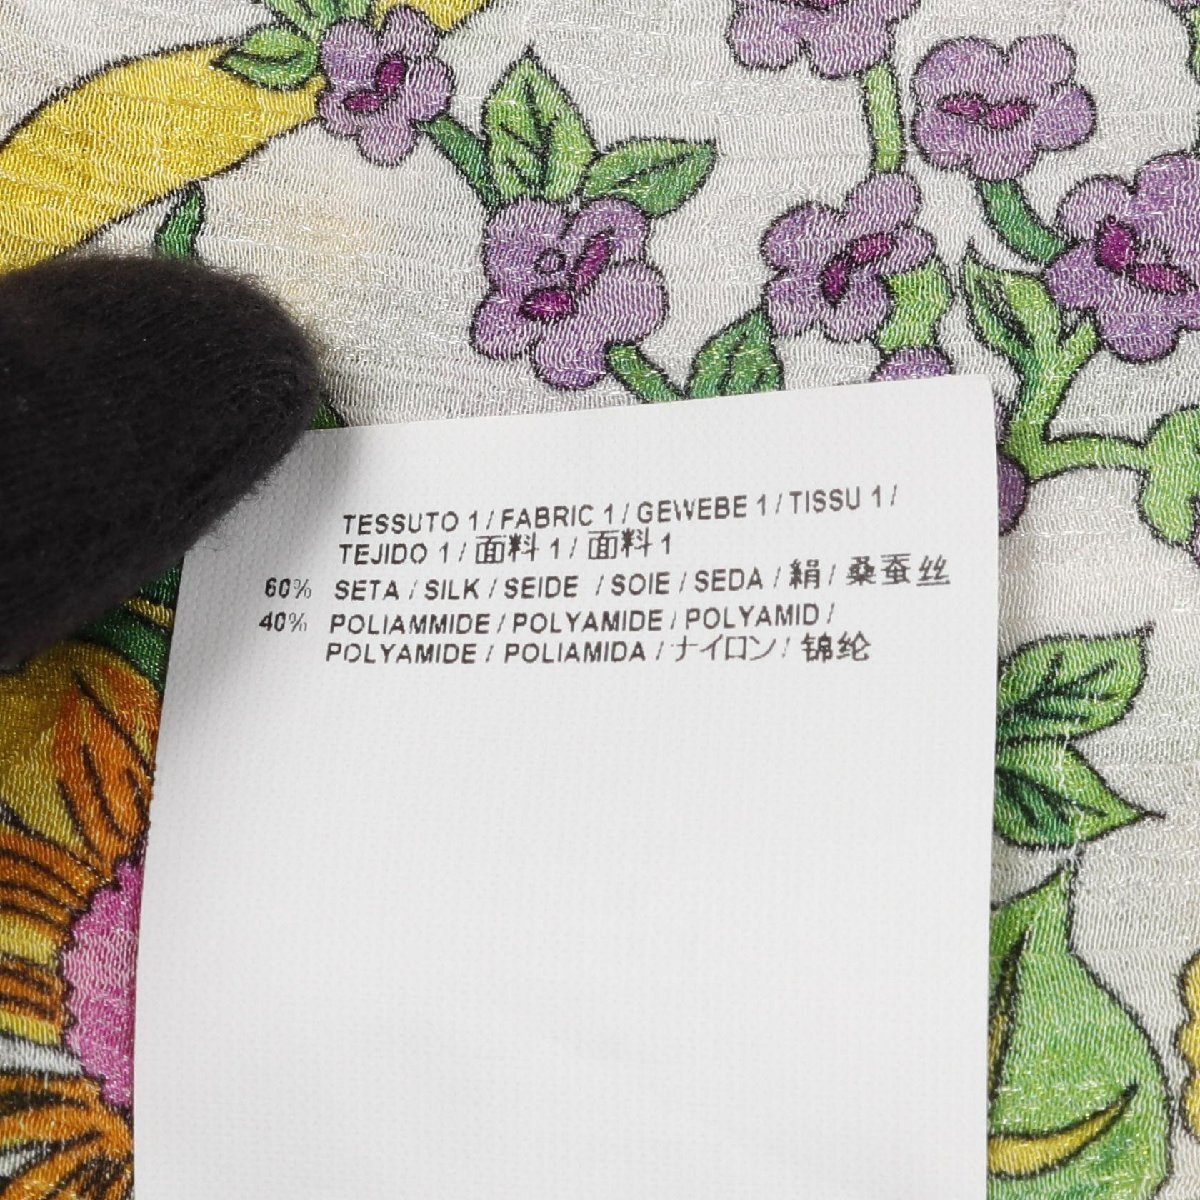 TESSUTO 1 / FABRIC 1 / GEWEBE 1 / TISSU 1 /
TEJIDO 1 / 面料 1 / 面料 1
60% SETA / SILK / SEIDE / SOIE / SEDA / 絹 / 桑蚕丝
40% POLIAMMIDE / POLYAMIDE / POLYAMID /
POLYAMIDE / POLIAMIDA / ナイロン / 锦纶